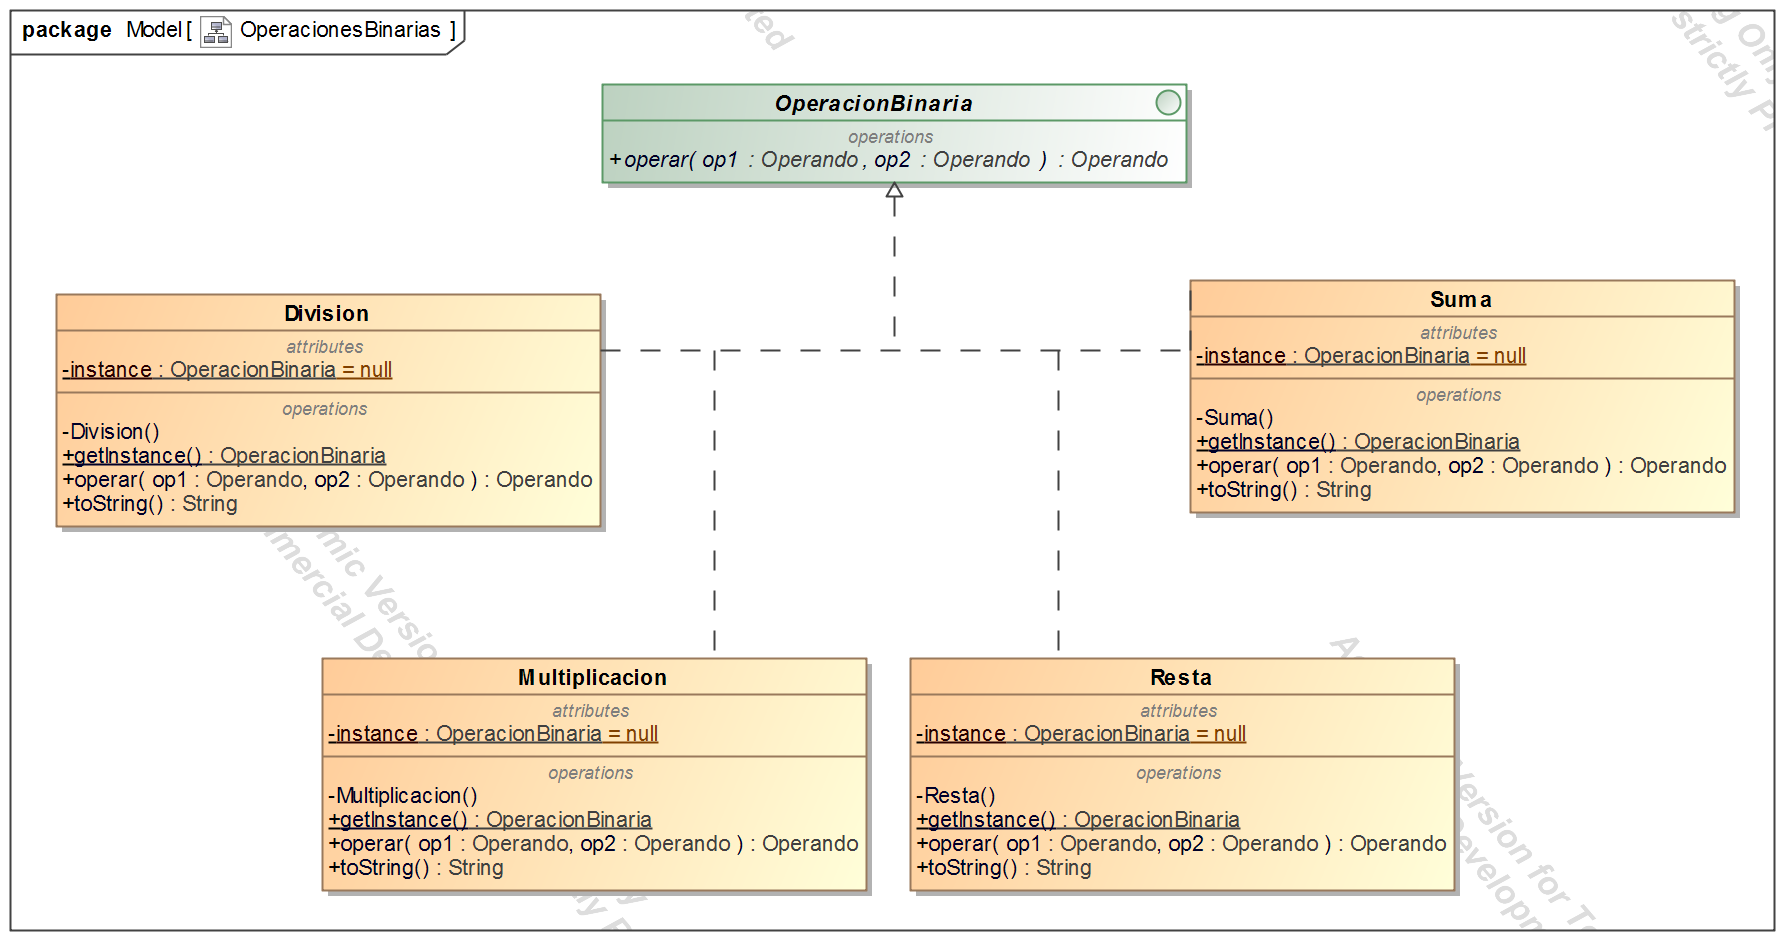 package Model [ OperacionesBinarias ]
OperacionBinaria
operations
+operar( op1 : Operando, op2 : Operando ) : Operando
Division
attributes
-instance : OperacionBinaria = null
operations
-Division()
+getInstance() : OperacionBinaria
+operar( op1 : Operando, op2 : Operando ) : Operando
+toString() : String
Suma
attributes
-instance : OperacionBinaria = null
operations
-Suma()
+getInstance() : OperacionBinaria
+operar( op1 : Operando, op2 : Operando ) : Operando
+toString() : String
Multiplicacion
attributes
-instance : OperacionBinaria = null
operations
-Multiplicacion()
+getInstance() : OperacionBinaria
+operar( op1 : Operando, op2 : Operando ) : Operando
+toString() : String
Resta
attributes
-instance : OperacionBinaria = null
operations
-Resta()
+getInstance() : OperacionBinaria
+operar( op1 : Operando, op2 : Operando ) : Operando
+toString() : String
strictly